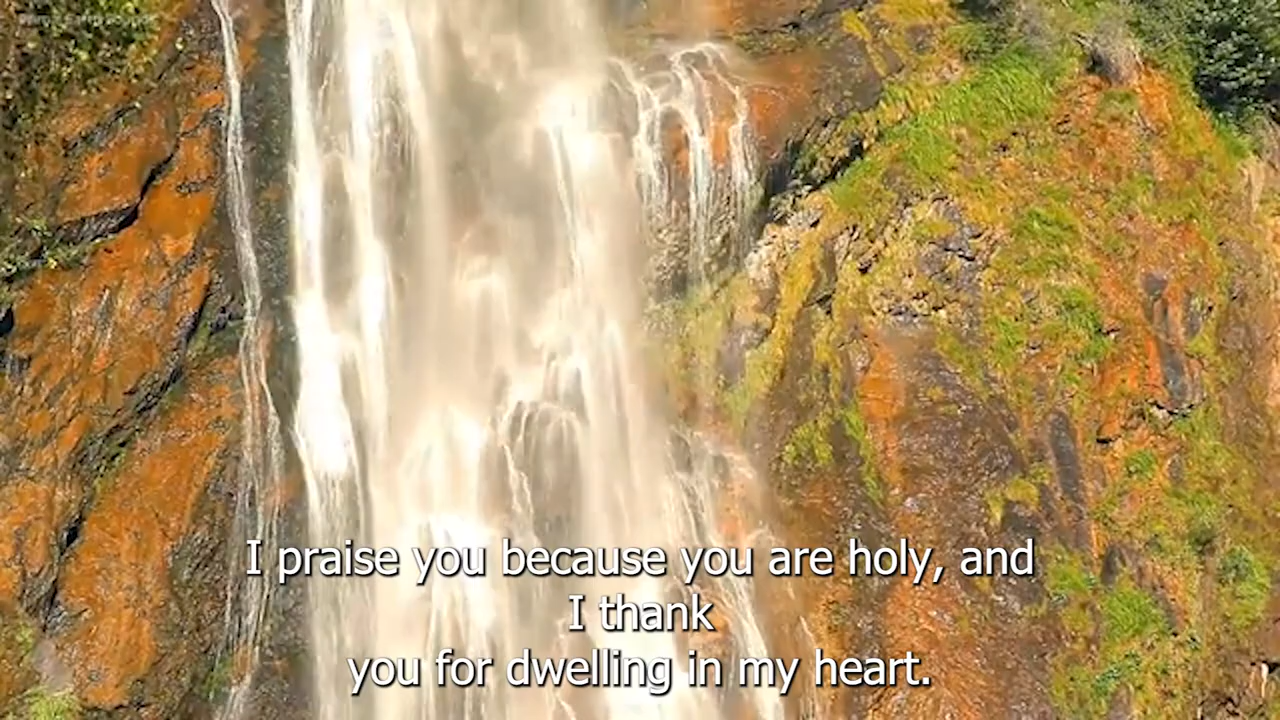 I praise you because you are holy, and
I thank
you for dwelling in my heart.